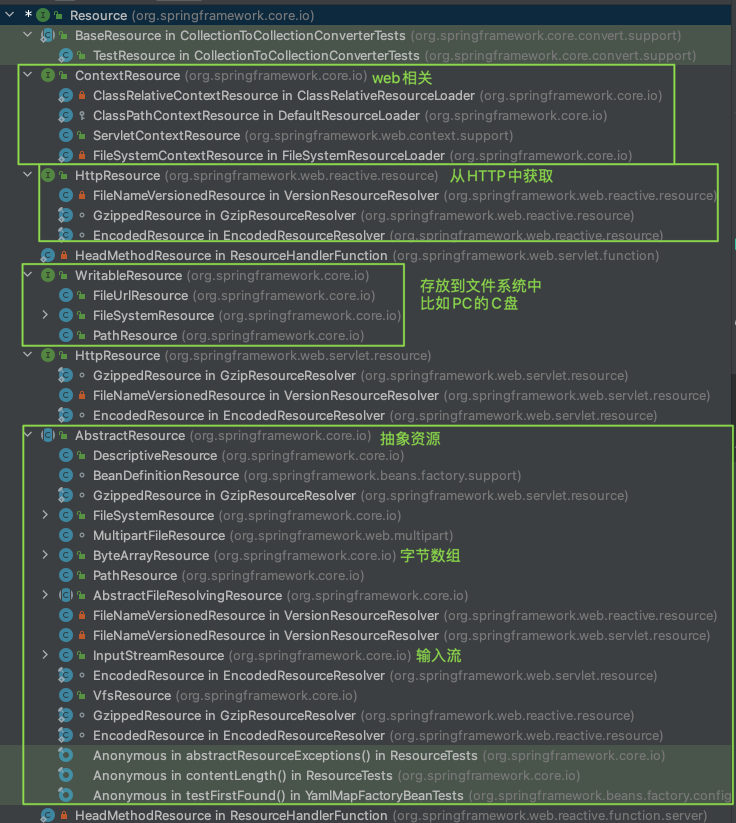 * Resource (org.springframework.core.io)
BaseResource in CollectionToCollectionConverterTests (org.springframework.core.convert.support)
TestResource in CollectionToCollectionConverterTests (org.springframework.core.convert.support)
ContextResource (org.springframework.core.io) web相关
ClassRelativeContextResource in ClassRelativeResourceLoader (org.springframework.core.io)
ClassPathContextResource in DefaultResourceLoader (org.springframework.core.io)
ServletContextResource (org.springframework.web.context.support)
FileSystemContextResource in FileSystemResourceLoader (org.springframework.core.io)
HttpResource (org.springframework.web.reactive.resource) 从HTTP中获取
FileNameVersionedResource in VersionResourceResolver (org.springframework.web.reactive.resource)
GzippedResource in GzipResourceResolver (org.springframework.web.reactive.resource)
EncodedResource in EncodedResourceResolver (org.springframework.web.reactive.resource)
HeadMethodResource in ResourceHandlerFunction (org.springframework.web.servlet.function)
WritableResource (org.springframework.core.io)
FileUrlResource (org.springframework.core.io)
存放到文件系统中
比如PC的C盘
FileSystemResource (org.springframework.core.io)
PathResource (org.springframework.core.io)
HttpResource (org.springframework.web.servlet.resource)
GzippedResource in GzipResourceResolver (org.springframework.web.servlet.resource)
FileNameVersionedResource in VersionResourceResolver (org.springframework.web.servlet.resource)
EncodedResource in EncodedResourceResolver (org.springframework.web.servlet.resource)
AbstractResource (org.springframework.core.io) 抽象资源
DescriptiveResource (org.springframework.core.io)
BeanDefinitionResource (org.springframework.beans.factory.support)
GzippedResource in GzipResourceResolver (org.springframework.web.servlet.resource)
FileSystemResource (org.springframework.core.io)
MultipartFileResource (org.springframework.web.multipart)
ByteArrayResource (org.springframework.core.io) 字节数组
PathResource (org.springframework.core.io)
AbstractFileResolvingResource (org.springframework.core.io)
FileNameVersionedResource in VersionResourceResolver (org.springframework.web.reactive.resource)
FileNameVersionedResource in VersionResourceResolver (org.springframework.web.servlet.resource)
InputStreamResource (org.springframework.core.io) 输入流
EncodedResource in EncodedResourceResolver (org.springframework.web.servlet.resource)
VfsResource (org.springframework.core.io)
GzippedResource in GzipResourceResolver (org.springframework.web.reactive.resource)
EncodedResource in EncodedResourceResolver (org.springframework.web.reactive.resource)
Anonymous in abstractResourceExceptions() in ResourceTests (org.springframework.core.io)
Anonymous in contentLength() in ResourceTests (org.springframework.core.io)
Anonymous in testFirstFound() in YamlMapFactoryBeanTests (org.springframework.beans.factory.config
HeadMethodResource in ResourceHandlerFunction (org.springframework.web.reactive.function.server)